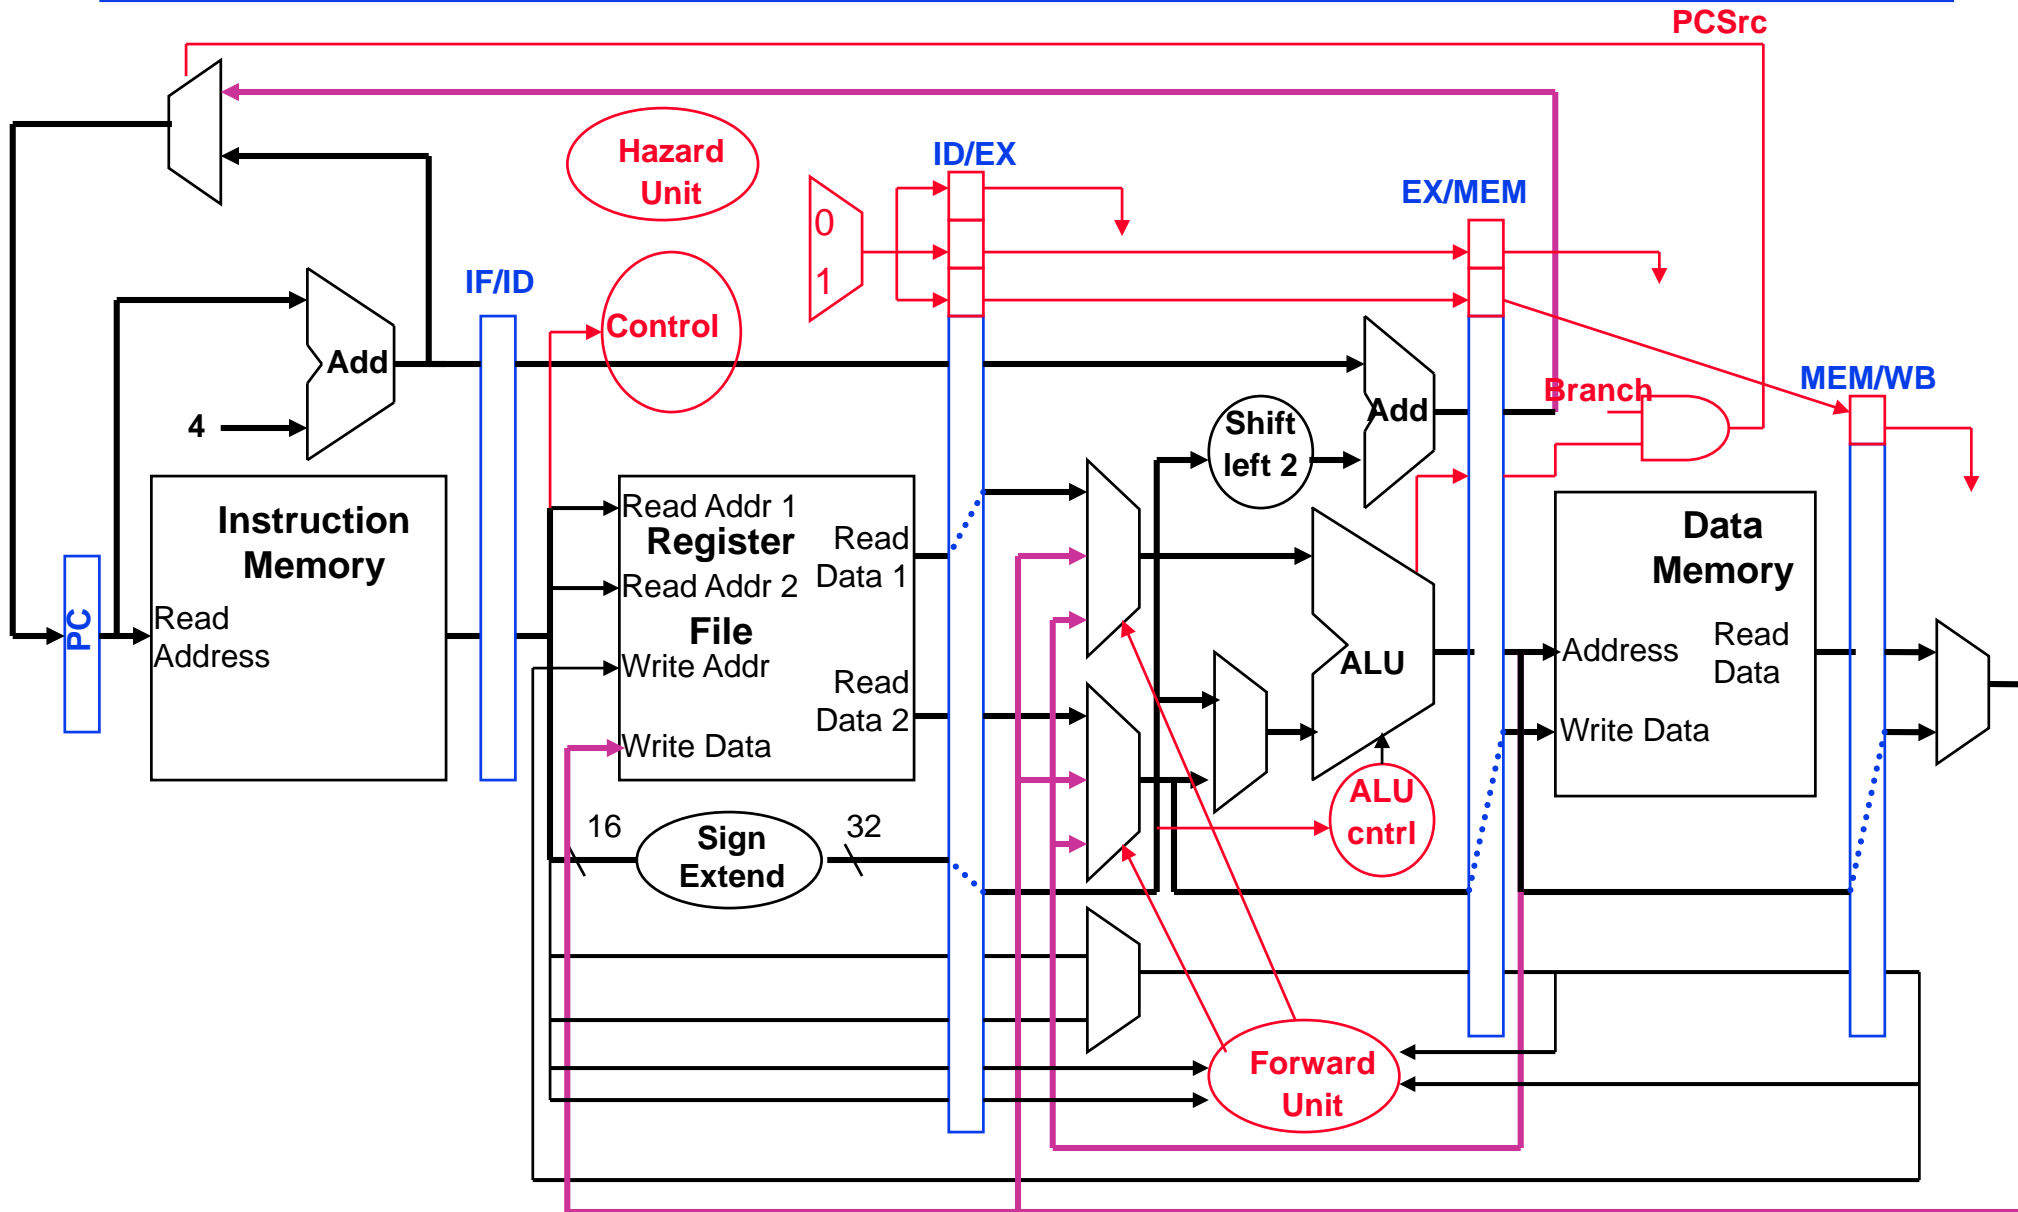 PCSrc
Hazard
Unit
ID/EX
EX/MEM
0
1
IF/ID
Control
Add
4
MEM/WB
Branch
Add
Shift
left 2
Instruction
Memory
Read
Address
PC
Read Addr 1
Register
Read Addr 2
File
Write Addr
Write Data
Read
Data 1
Read
Data 2
ALU
Data
Memory
Address
Read
Data
Write Data
ALU
cntrl
16
Sign
Extend
32
Forward
Unit